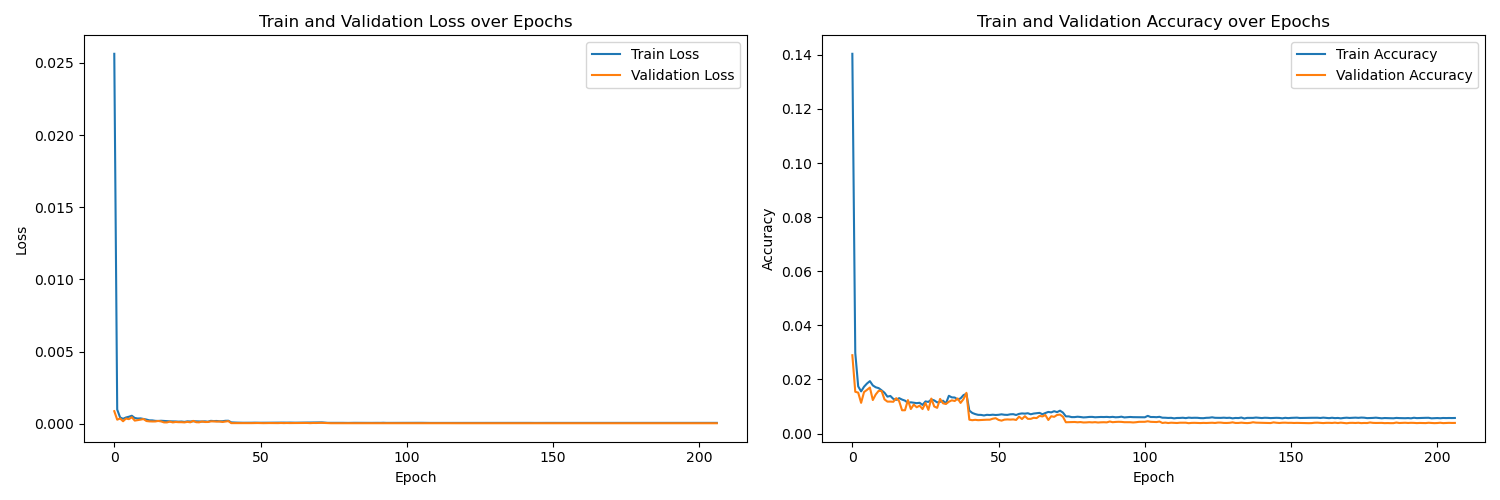 Train and Validation Loss over Epochs
Train Loss
Validation Loss
0.025
0.020
0.015
0.010
0.005
0.000
Loss
0
50
100
150
200
Epoch
Train and Validation Accuracy over Epochs
Train Accuracy
Validation Accuracy
0.14
0.12
0.10
0.08
0.06
0.04
0.02
0.00
Accuracy
0
50
100
150
200
Epoch